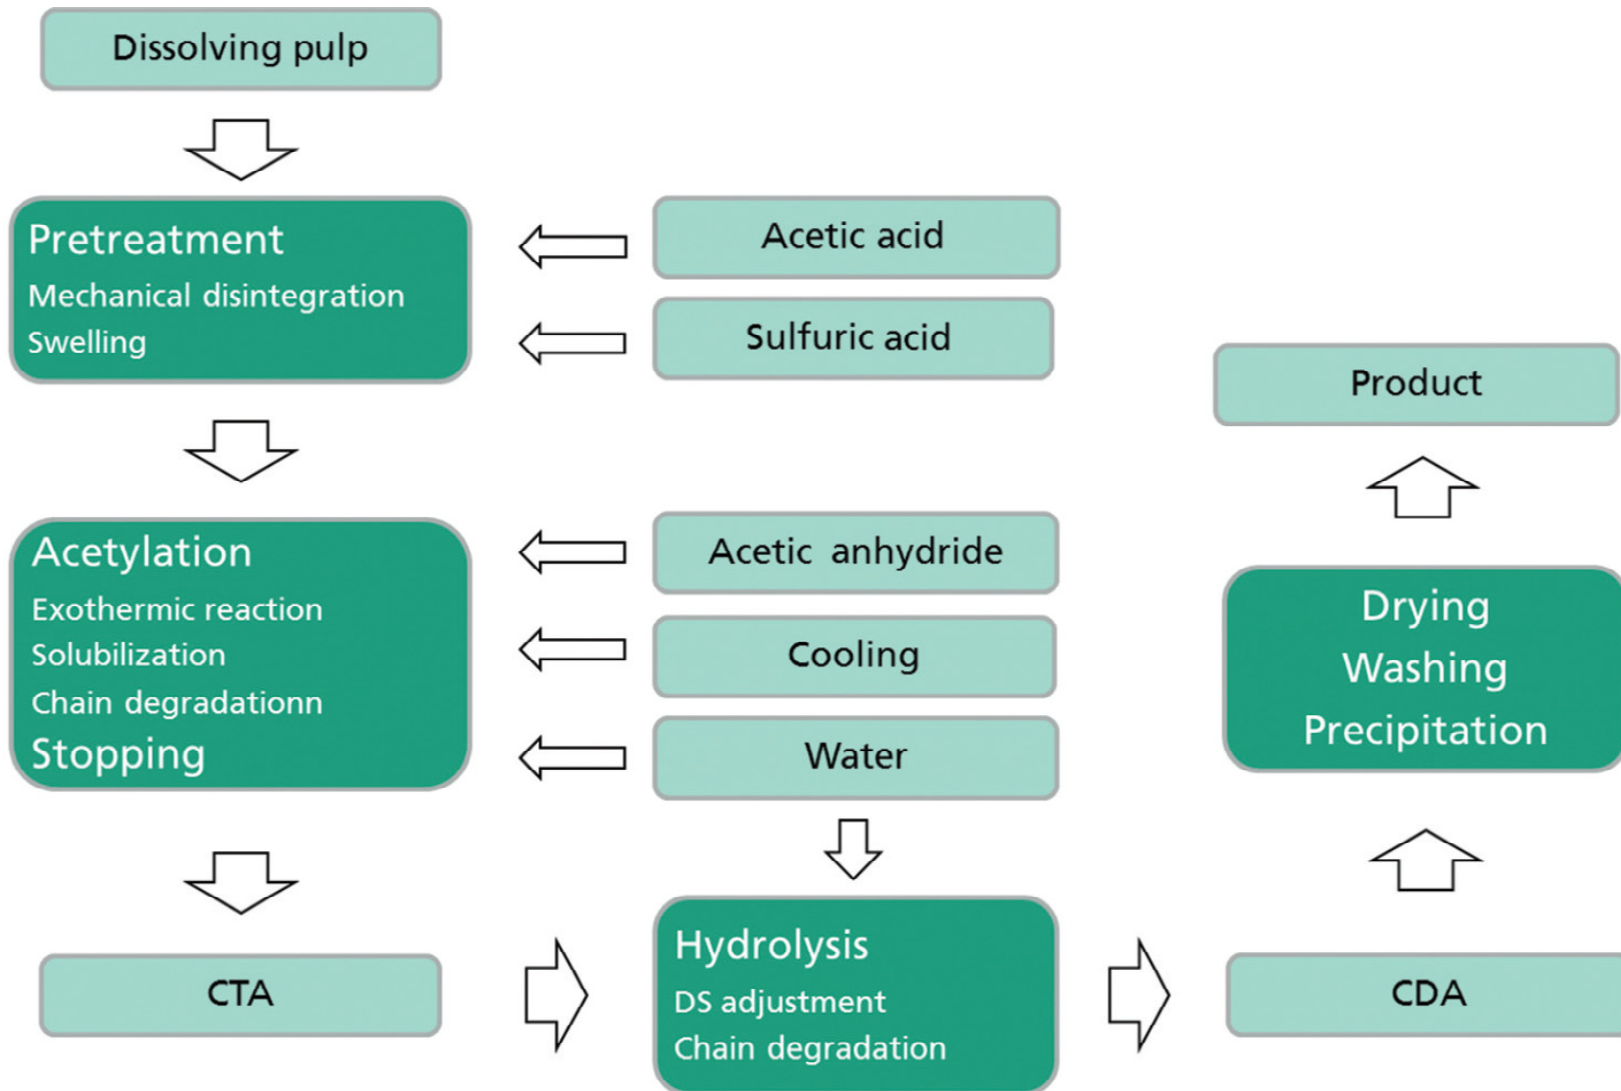 Dissolving pulp
Pretreatment
Mechanical disintegration
Swelling
Acetic acid
Sulfuric acid
Acetylation
Exothermic reaction
Solubilization
Chain degradationn
Stopping
Acetic anhydride
Cooling
Water
CTA
Hydrolysis
DS adjustment
Chain degradation
CDA
Drying
Washing
Precipitation
Product